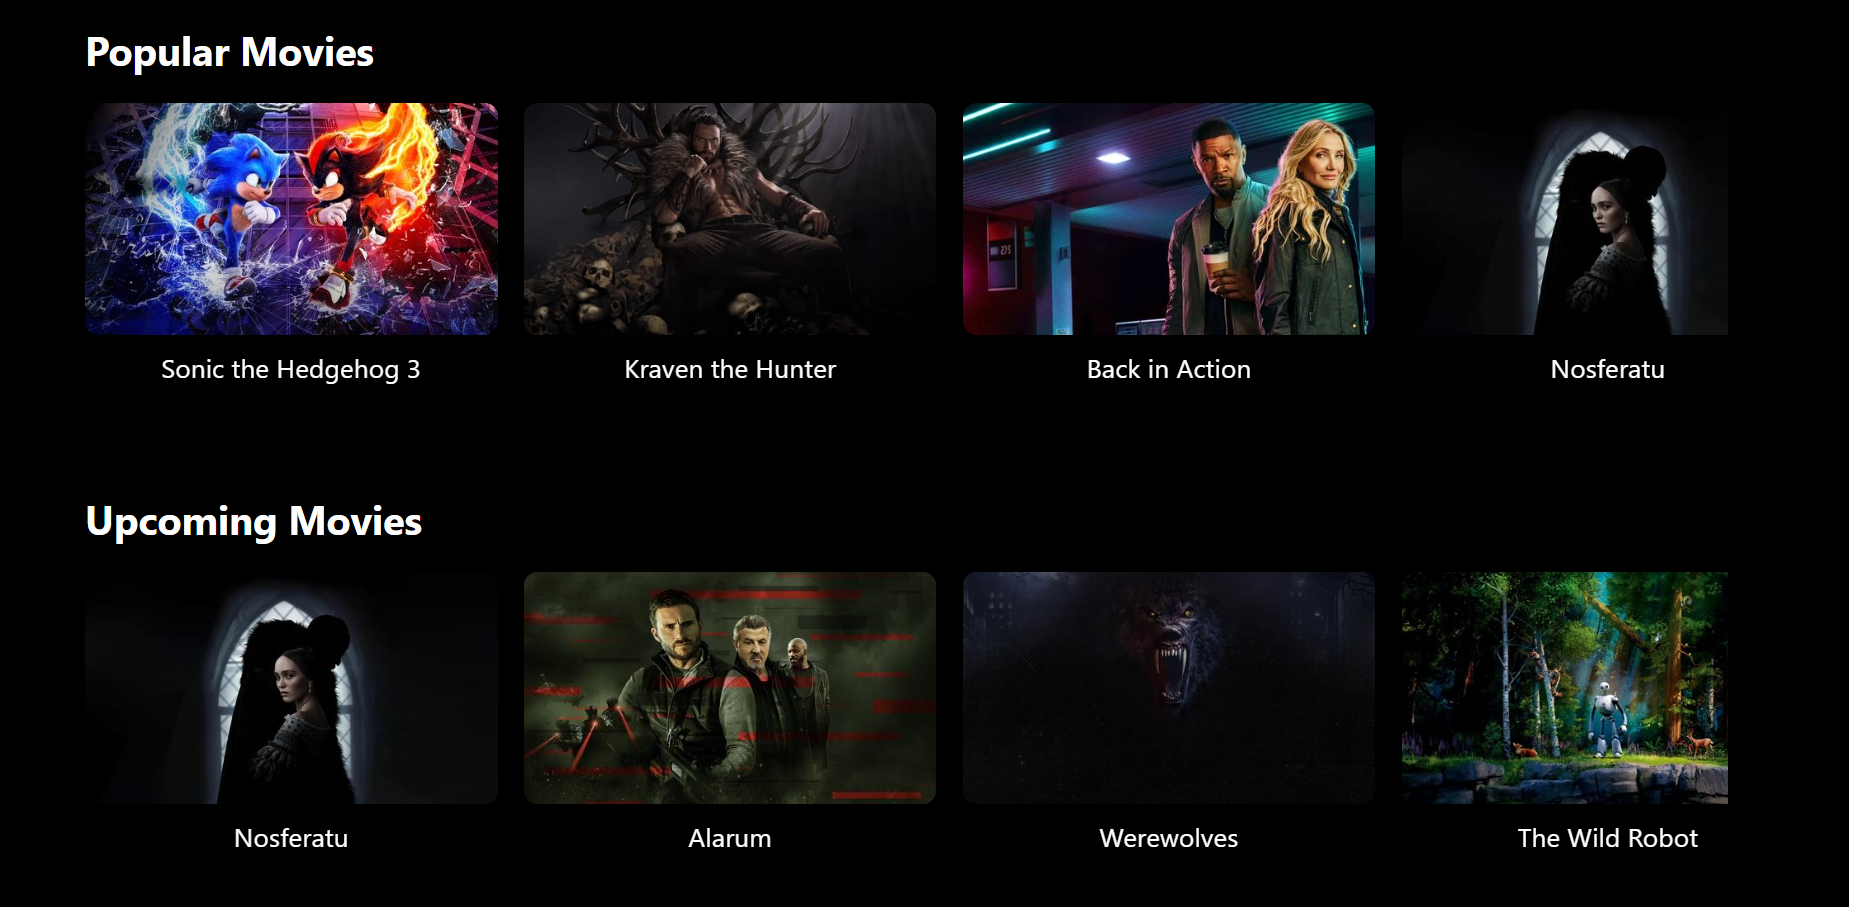 Popular Movies
Sonic the Hedgehog 3
Kraven the Hunter
Back in Action
Nosferatu
Upcoming Movies
Nosferatu
Alarum
Werewolves
The Wild Robot